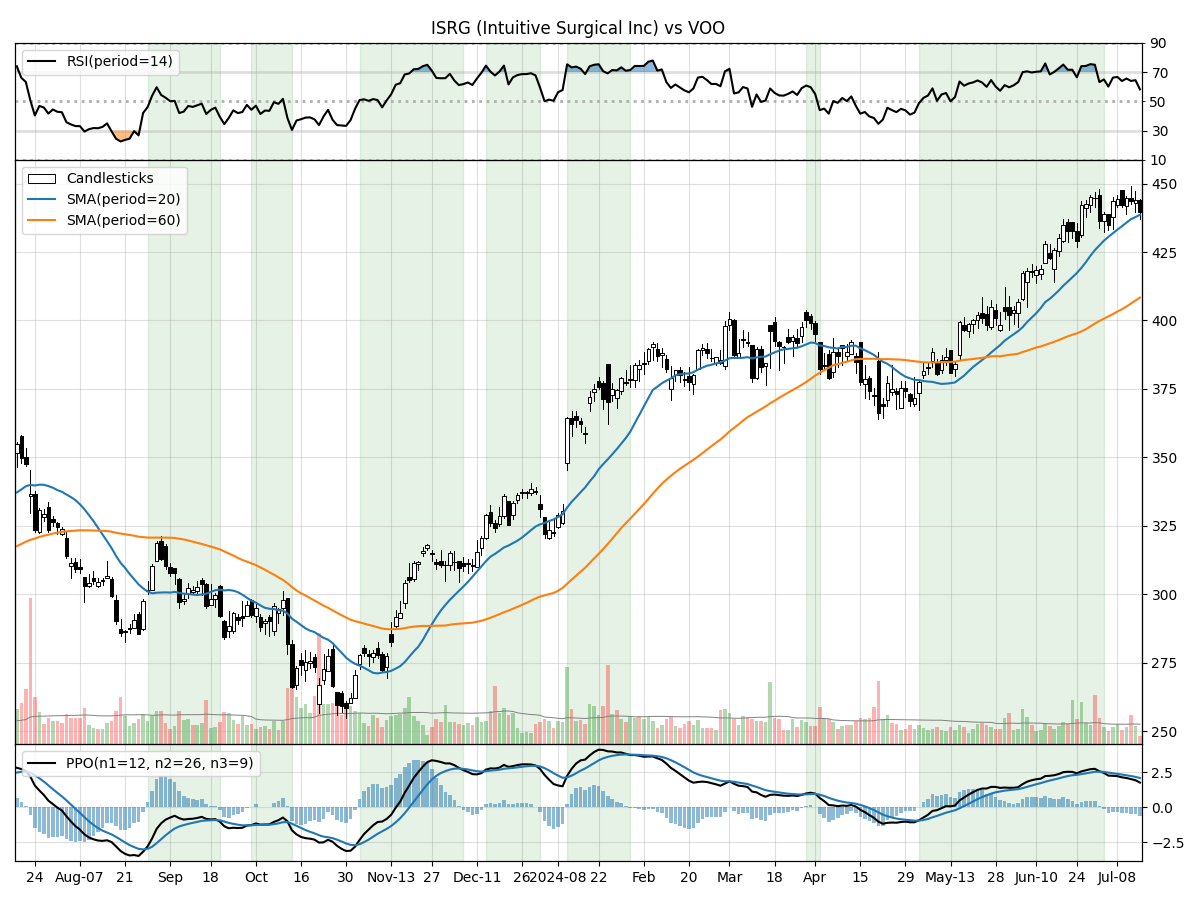 ISRG (Intuitive Surgical Inc) vs VOO
RSI(period=14)
90
70
50
30
10
Candlesticks
SMA(period=20)
SMA(period=60)
450
425
400
375
350
325
300
275
250
PPO(n1=12, n2=26, n3=9)
2.5
0.0
−2.5
24 Aug-07 21 Sep 18 Oct 16 30 Nov-13 27 Dec-11 26 2024-08 22 Feb 20 Mar 18 Apr 15 29 May-13 28 Jun-10 24 Jul-08